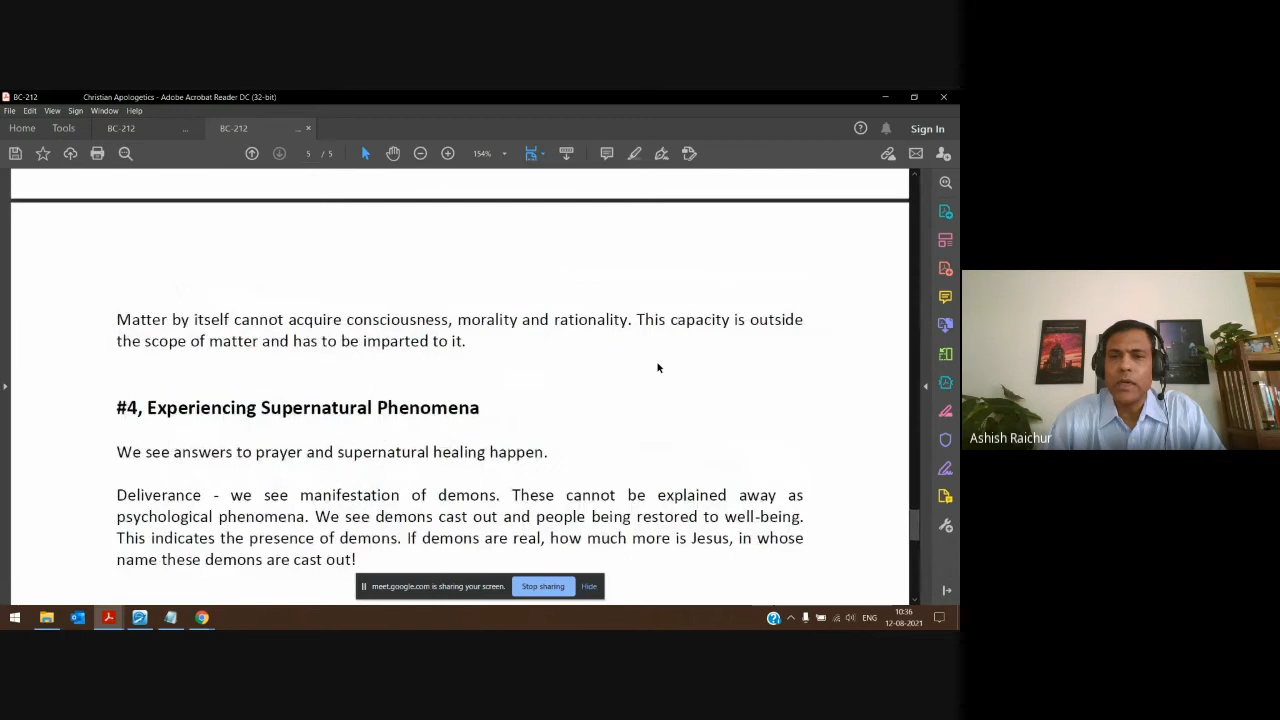 BC-212 Christian Apologetics - Adobe Acrobat Reader DC (32-bit)
File Edit View Sign Window Help
Home Tools BC-212 ... BC-212 ... × Sign In
5 / 5 154%
Matter by itself cannot acquire consciousness, morality and rationality. This capacity is outside
the scope of matter and has to be imparted to it.
#4, Experiencing Supernatural Phenomena
We see answers to prayer and supernatural healing happen.
Deliverance - we see manifestation of demons. These cannot be explained away as
psychological phenomena. We see demons cast out and people being restored to well-being.
This indicates the presence of demons. If demons are real, how much more is Jesus, in whose
name these demons are cast out!
meet.google.com is sharing your screen. Stop sharing Hide
ENG
10:36
12-08-2021
Ashish Raichur